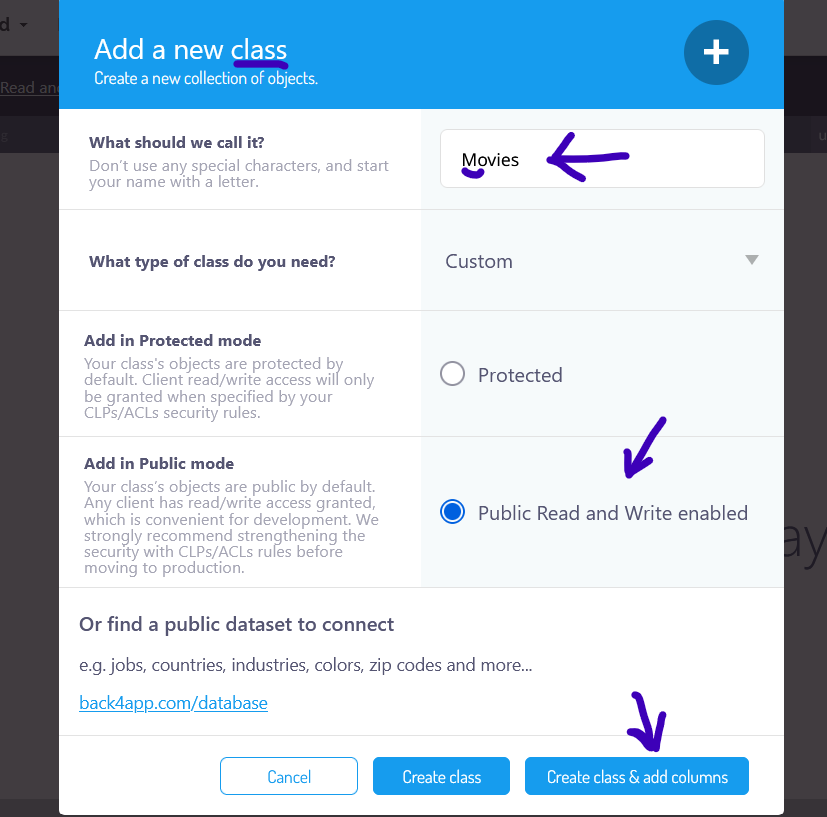 d
Add a new class
Create a new collection of objects.
Read and
What should we call it?
Don't use any special characters, and start
your name with a letter.
Movies
What type of class do you need?
Custom
Add in Protected mode
Your class's objects are protected by
default. Client read/write access will only
be granted when specified by your
CLPs/ACLs security rules.
Protected
Add in Public mode
Your class's objects are public by default.
Any client has read/write access granted,
which is convenient for development. We
strongly recommend strengthening the
security with CLPs/ACLs rules before
moving to production.
Public Read and Write enabled
ay
Or find a public dataset to connect
e.g. jobs, countries, industries, colors, zip codes and more...
back4app.com/database
Cancel
Create class
Create class & add columns